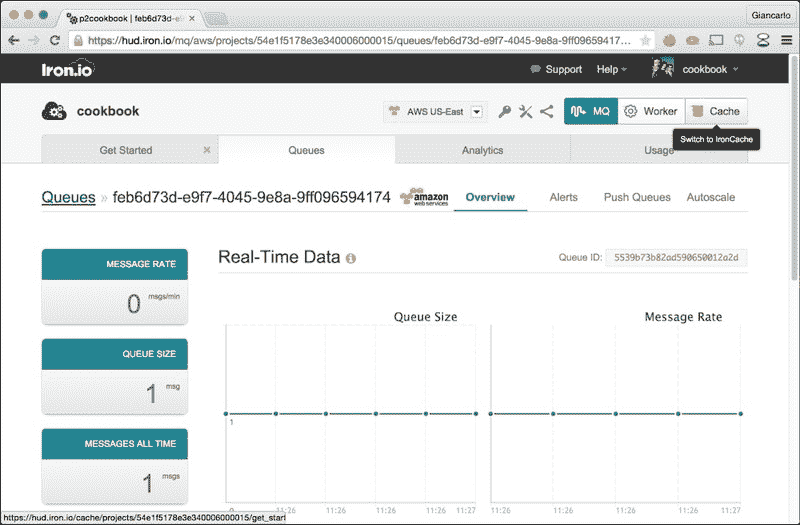 Giancarlo
p2cookbook | feb6d73d-e9
https://hud.iron.io/mq/aws/projects/54e1f5178e3e340006000015/queues/feb6d73d-e9f7-4045-9e8a-9ff09659417...
Iron.io
Support
Help
cookbook
cookbook
AWS US-East
MQ
Worker
Cache
Switch to IronCache
Get Started
Queues
Analytics
Usage
Queues » feb6d73d-e9f7-4045-9e8a-9ff096594174
amazon
web services
Overview
Alerts
Push Queues
Autoscale
MESSAGE RATE
0 msgs/min
QUEUE SIZE
1 msg
MESSAGES ALL TIME
1 msgs
Real-Time Data
Queue ID: 5539b73b82ad590650012a2d
Queue Size
1
0
11:26 11:26 11:26 11:27 11:27
Message Rate
11:26 11:26 11:26 11:27
https://hud.iron.io/cache/projects/54e1f5178e3e340006000015/get_start